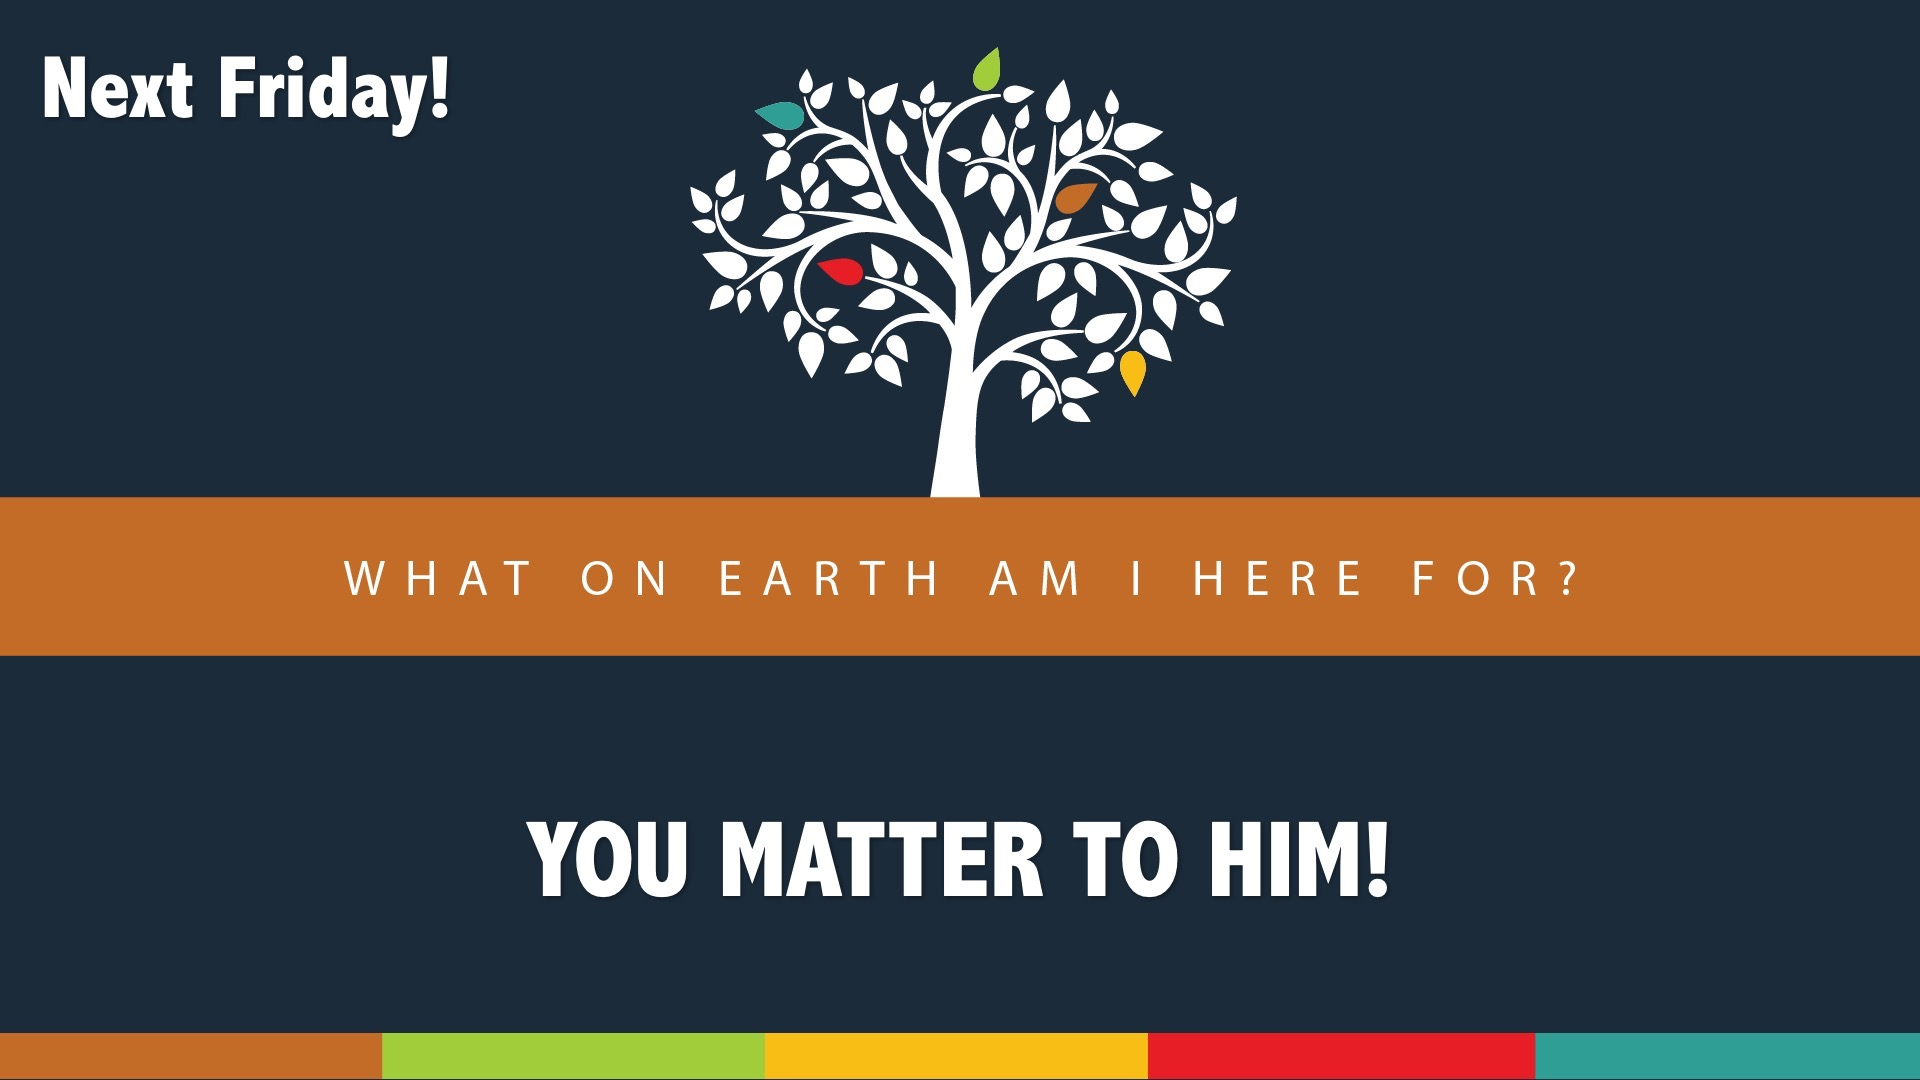 Next Friday!
WHAT ON EARTH AM I HERE FOR?
YOU MATTER TO HIM!